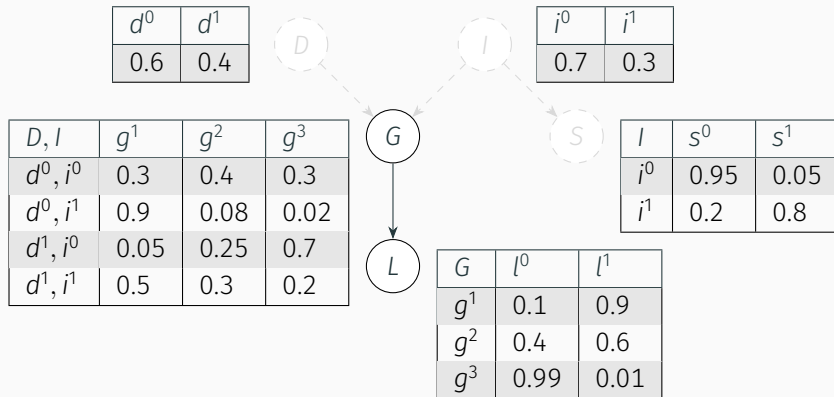 d⁰ d¹
0.6 0.4
D
I
i⁰ i¹
0.7 0.3
D, I g¹ g² g³
d⁰, i⁰ 0.3 0.4 0.3
d⁰, i¹ 0.9 0.08 0.02
d¹, i⁰ 0.05 0.25 0.7
d¹, i¹ 0.5 0.3 0.2
G
S
I s⁰ s¹
i⁰ 0.95 0.05
i¹ 0.2 0.8
L
G l⁰ l¹
g¹ 0.1 0.9
g² 0.4 0.6
g³ 0.99 0.01